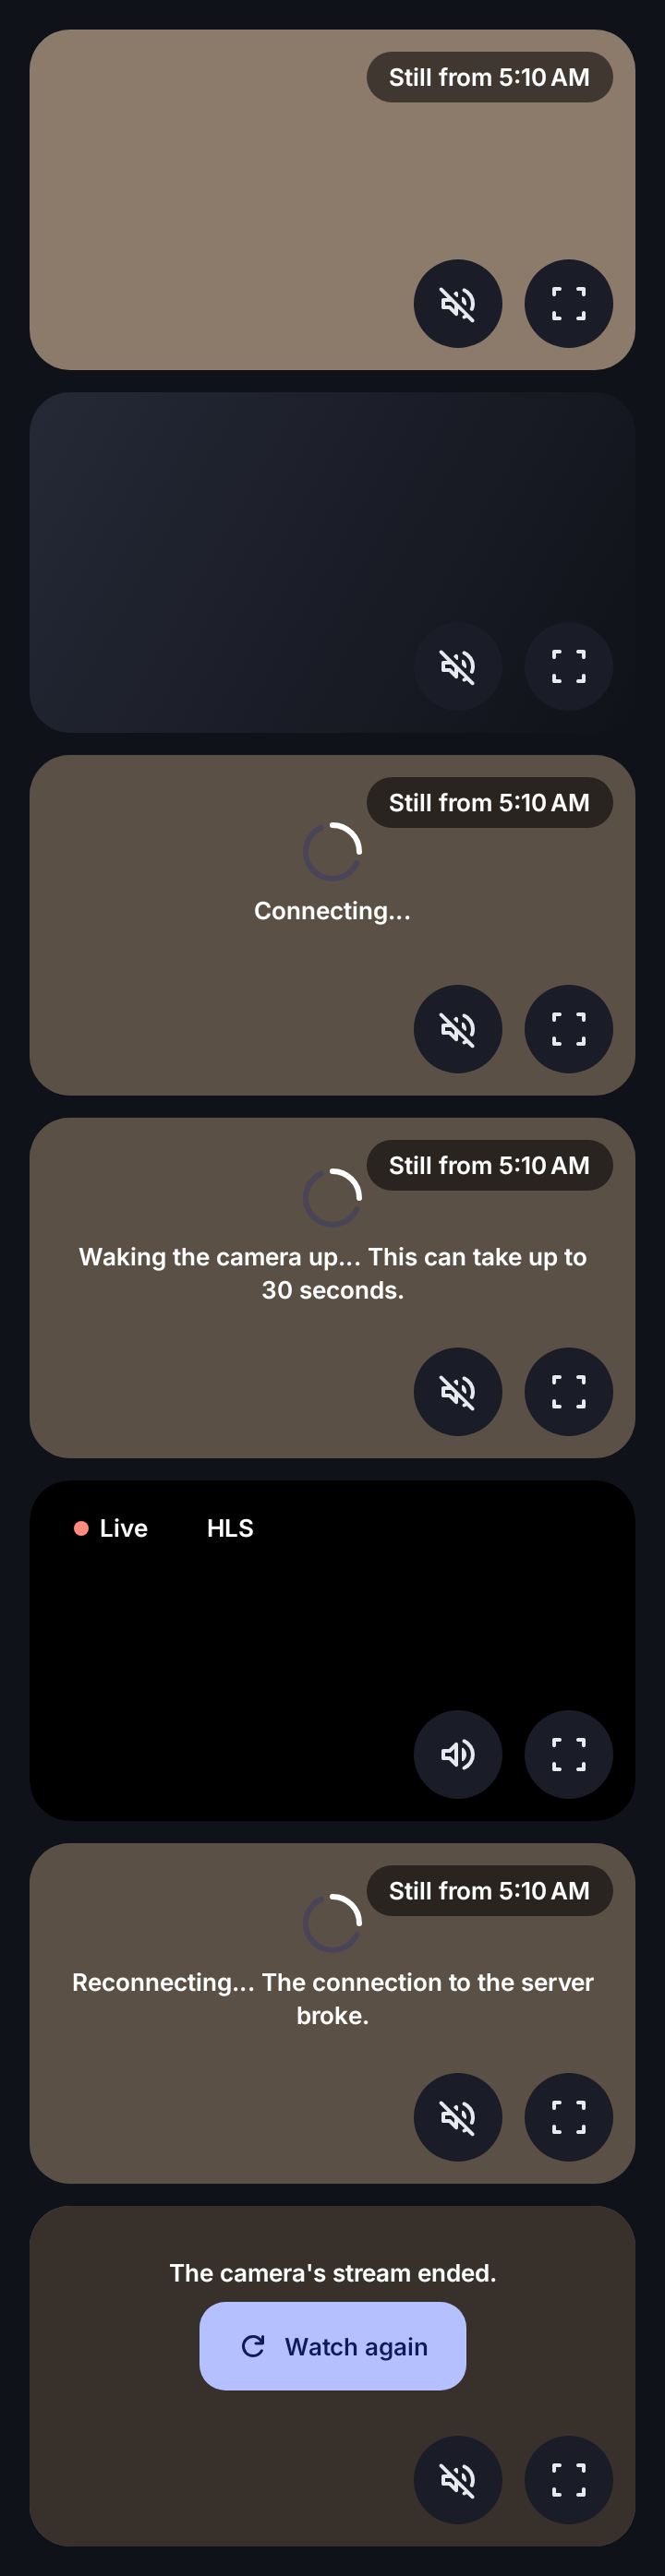 Still from 5:10 AM
Still from 5:10 AM
Connecting...
Still from 5:10 AM
Waking the camera up... This can take up to
30 seconds.
Live HLS
Still from 5:10 AM
Reconnecting... The connection to the server
broke.
The camera's stream ended.
Watch again